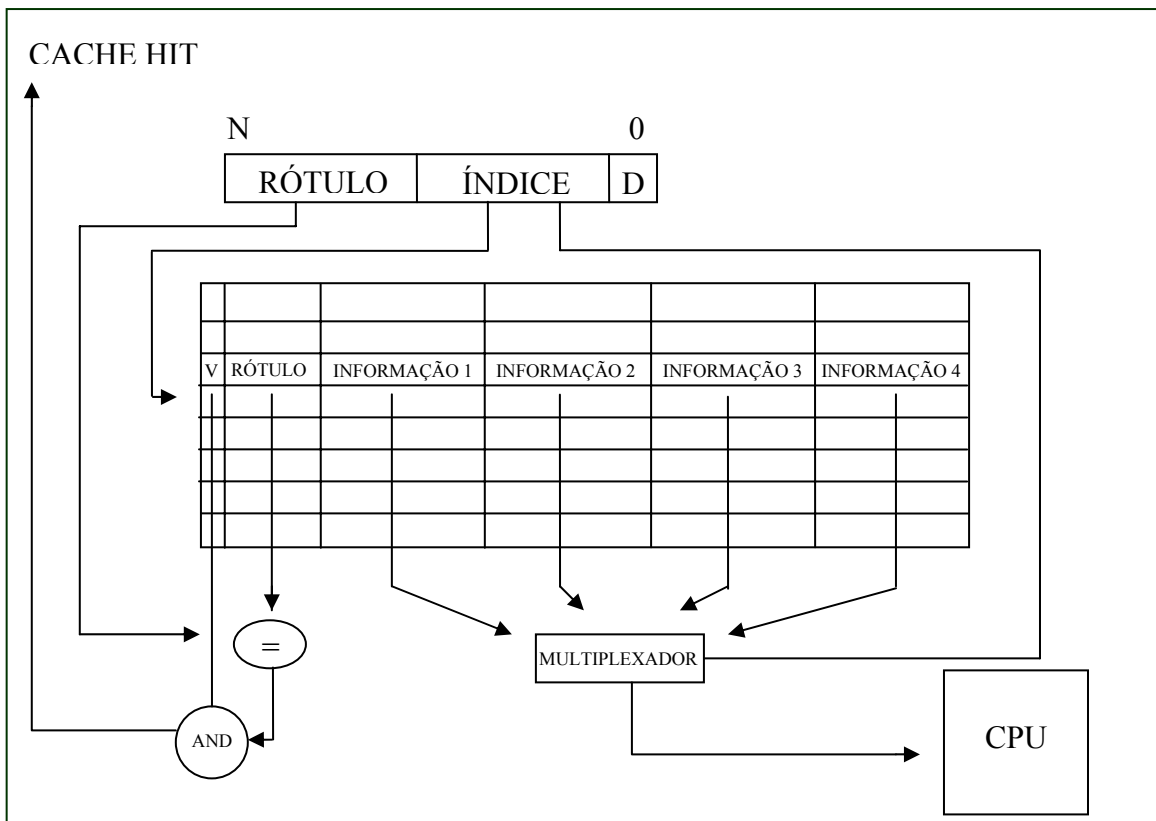 CACHE HIT
N 0
RÓTULO ÍNDICE D
V RÓTULO INFORMAÇÃO 1 INFORMAÇÃO 2 INFORMAÇÃO 3 INFORMAÇÃO 4
=
MULTIPLEXADOR
AND
CPU